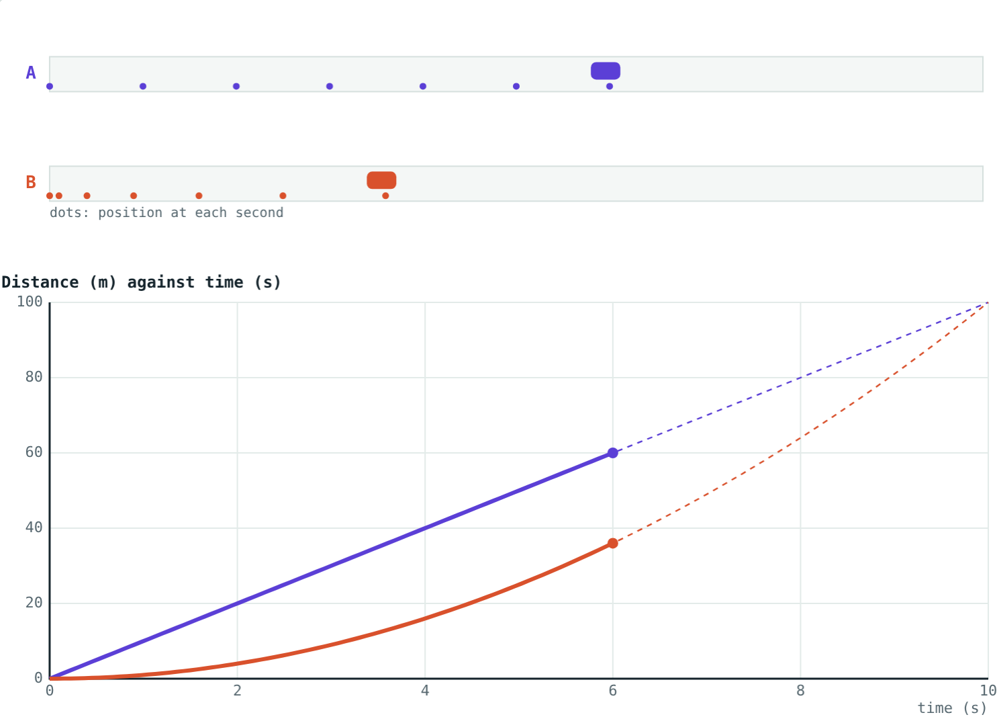 A
B
dots: position at each second
Distance (m) against time (s)
100
80
60
40
20
0
0 2 4 6 8 10
time (s)